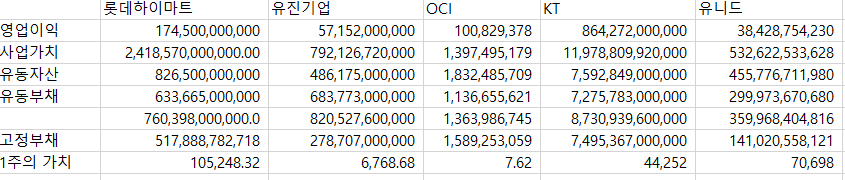 롯데하이마트 유진기업 OCI KT 유니드
영업이익 174,500,000,000 57,152,000,000 100,829,378 864,272,000,000 38,428,754,230
사업가치 2,418,570,000,000.00 792,126,720,000 1,397,495,179 11,978,809,920,000 532,622,533,628
유동자산 826,500,000,000 486,175,000,000 1,832,485,709 7,592,849,000,000 455,776,711,980
유동부채 633,665,000,000 683,773,000,000 1,136,655,621 7,275,783,000,000 299,973,670,680
760,398,000,000.0 820,527,600,000 1,363,986,745 8,730,939,600,000 359,968,404,816
고정부채 517,888,782,718 278,707,000,000 1,589,253,059 7,495,367,000,000 141,020,558,121
1주의 가치 105,248.32 6,768.68 7.62 44,252 70,698